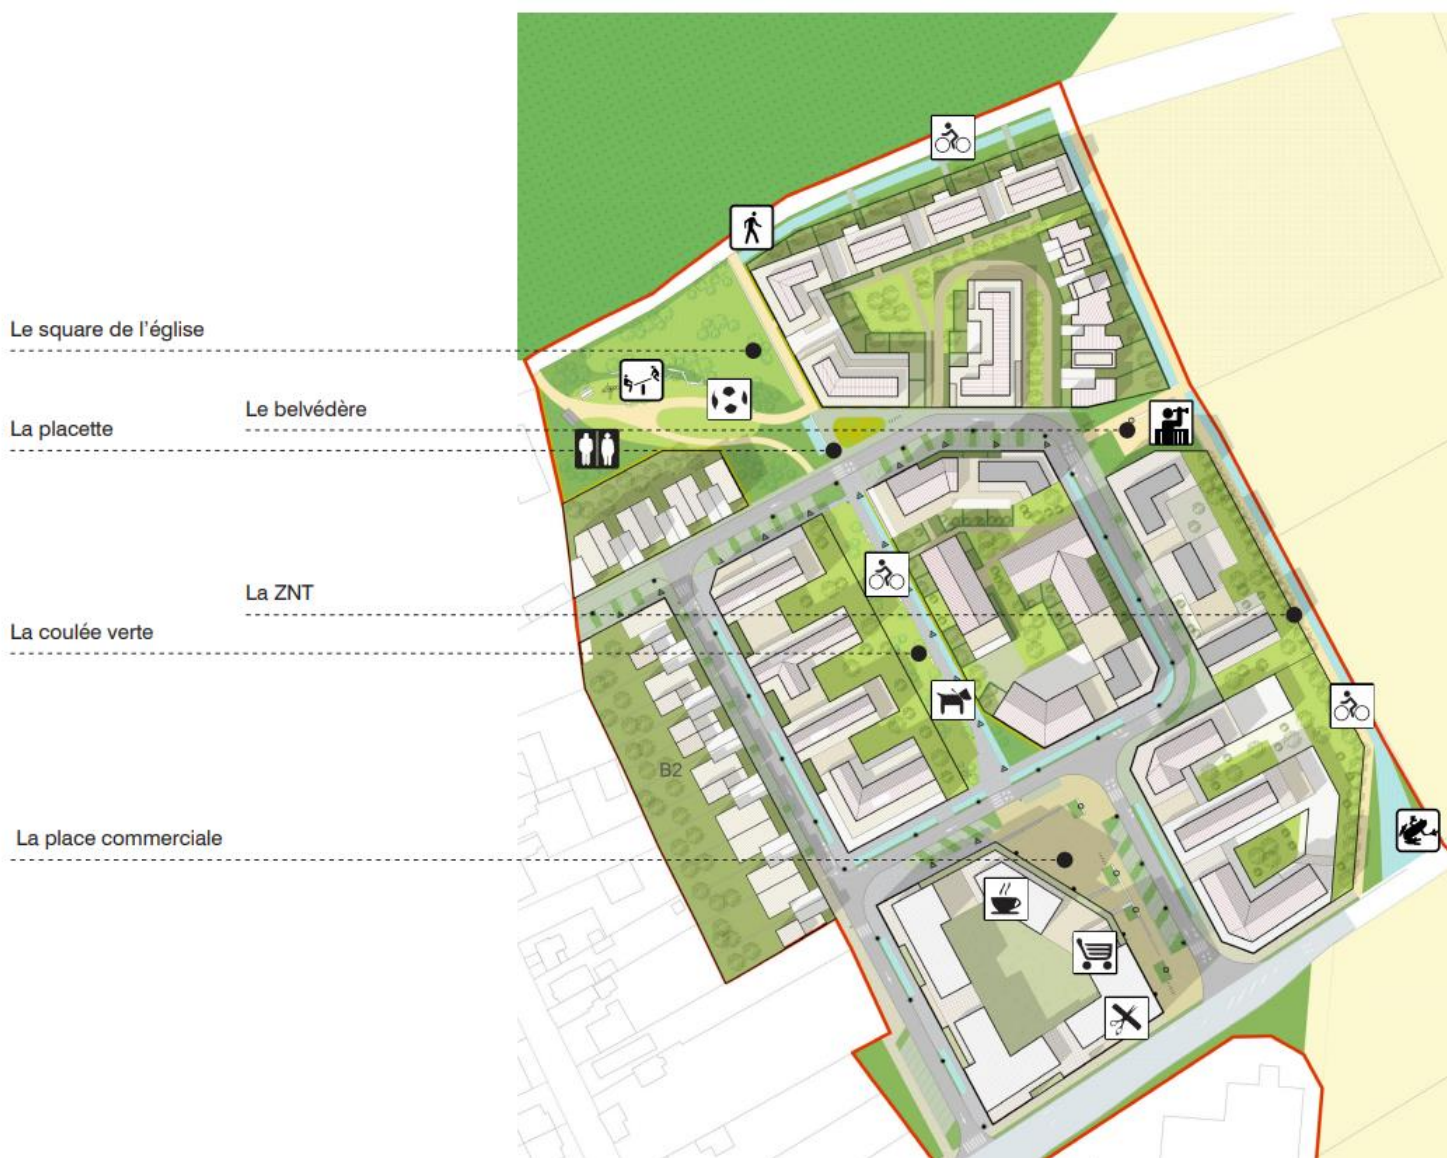 Le square de l'église
Le belvédère
La placette
La ZNT
La coulée verte
B2
La place commerciale